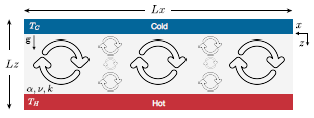 Lx
T_C Cold x
g z
Lz
α, ν, k
T_H Hot